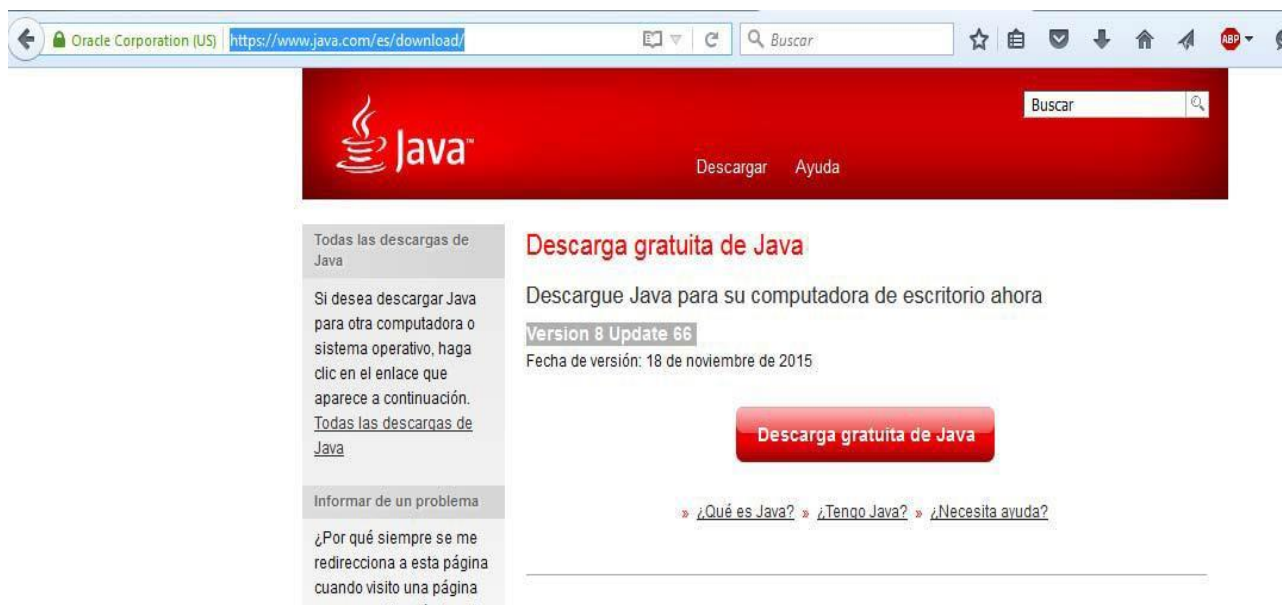 Oracle Corporation (US) https://www.java.com/es/download/
Buscar
ABP
Buscar
Java™
Descargar Ayuda
Todas las descargas de
Java
Si desea descargar Java
para otra computadora o
sistema operativo, haga
clic en el enlace que
aparece a continuación.
Todas las descargas de
Java
Informar de un problema
¿Por qué siempre se me
redirecciona a esta página
cuando visito una página
Descarga gratuita de Java
Descargue Java para su computadora de escritorio ahora
Version 8 Update 66
Fecha de versión: 18 de noviembre de 2015
Descarga gratuita de Java
» ¿Qué es Java? » ¿Tengo Java? » ¿Necesita ayuda?